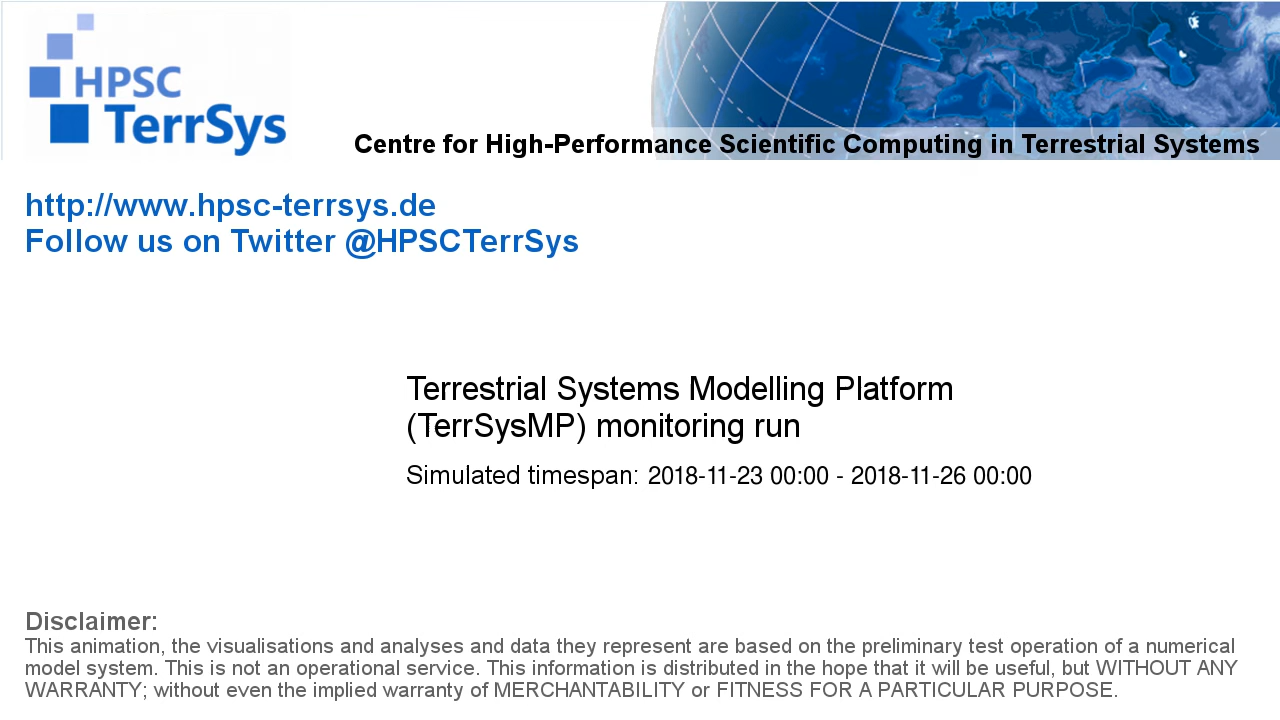 HPSC
TerrSys
Centre for High-Performance Scientific Computing in Terrestrial Systems
http://www.hpsc-terrsys.de
Follow us on Twitter @HPSCTerrSys
Terrestrial Systems Modelling Platform
(TerrSysMP) monitoring run
Simulated timespan: 2018-11-23 00:00 - 2018-11-26 00:00
Disclaimer:
This animation, the visualisations and analyses and data they represent are based on the preliminary test operation of a numerical
model system. This is not an operational service. This information is distributed in the hope that it will be useful, but WITHOUT ANY
WARRANTY; without even the implied warranty of MERCHANTABILITY or FITNESS FOR A PARTICULAR PURPOSE.